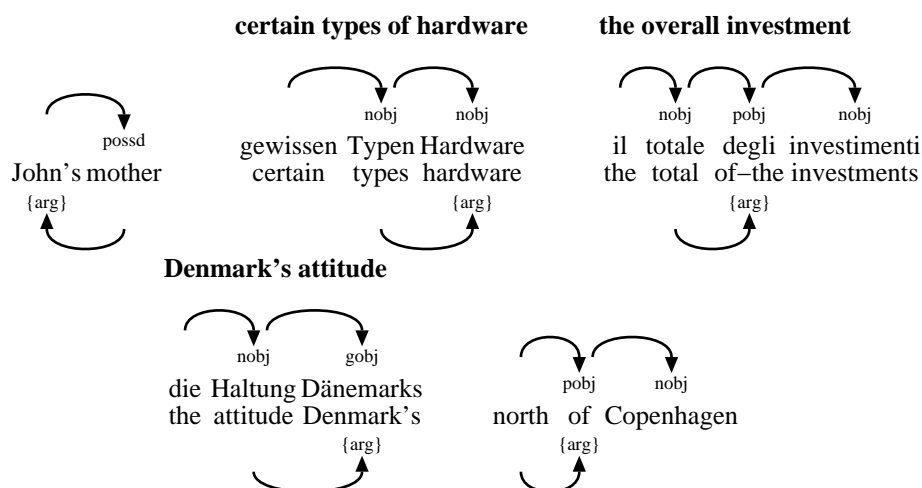 certain types of hardware
the overall investment
possd
John's mother
{arg}
nobj nobj
gewissen Typen Hardware
certain types hardware
{arg}
nobj pobj nobj
il totale degli investimenti
the total of−the investments
{arg}
Denmark's attitude
nobj gobj
die Haltung Dänemarks
the attitude Denmark's
{arg}
pobj nobj
north of Copenhagen
{arg}